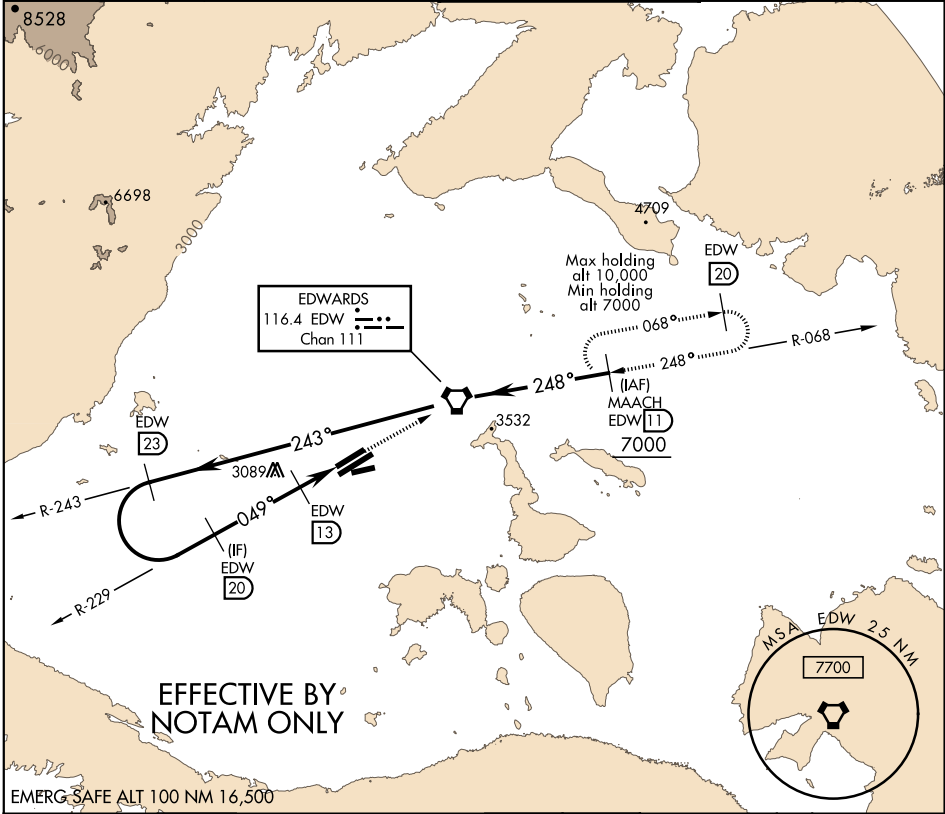 8528
6000
6698
3000
4709
Max holding
alt 10,000
Min holding
alt 7000
EDW
20
EDWARDS
116.4 EDW
Chan 111
068°
R-068
248°
248°
(IAF)
MAACH
EDW 11
7000
3532
EDW
23
243°
3089
R-243
049°
EDW
13
(IF)
EDW
20
R-229
MSA EDW 25 NM
7700
EFFECTIVE BY
NOTAM ONLY
EMERG SAFE ALT 100 NM 16,500